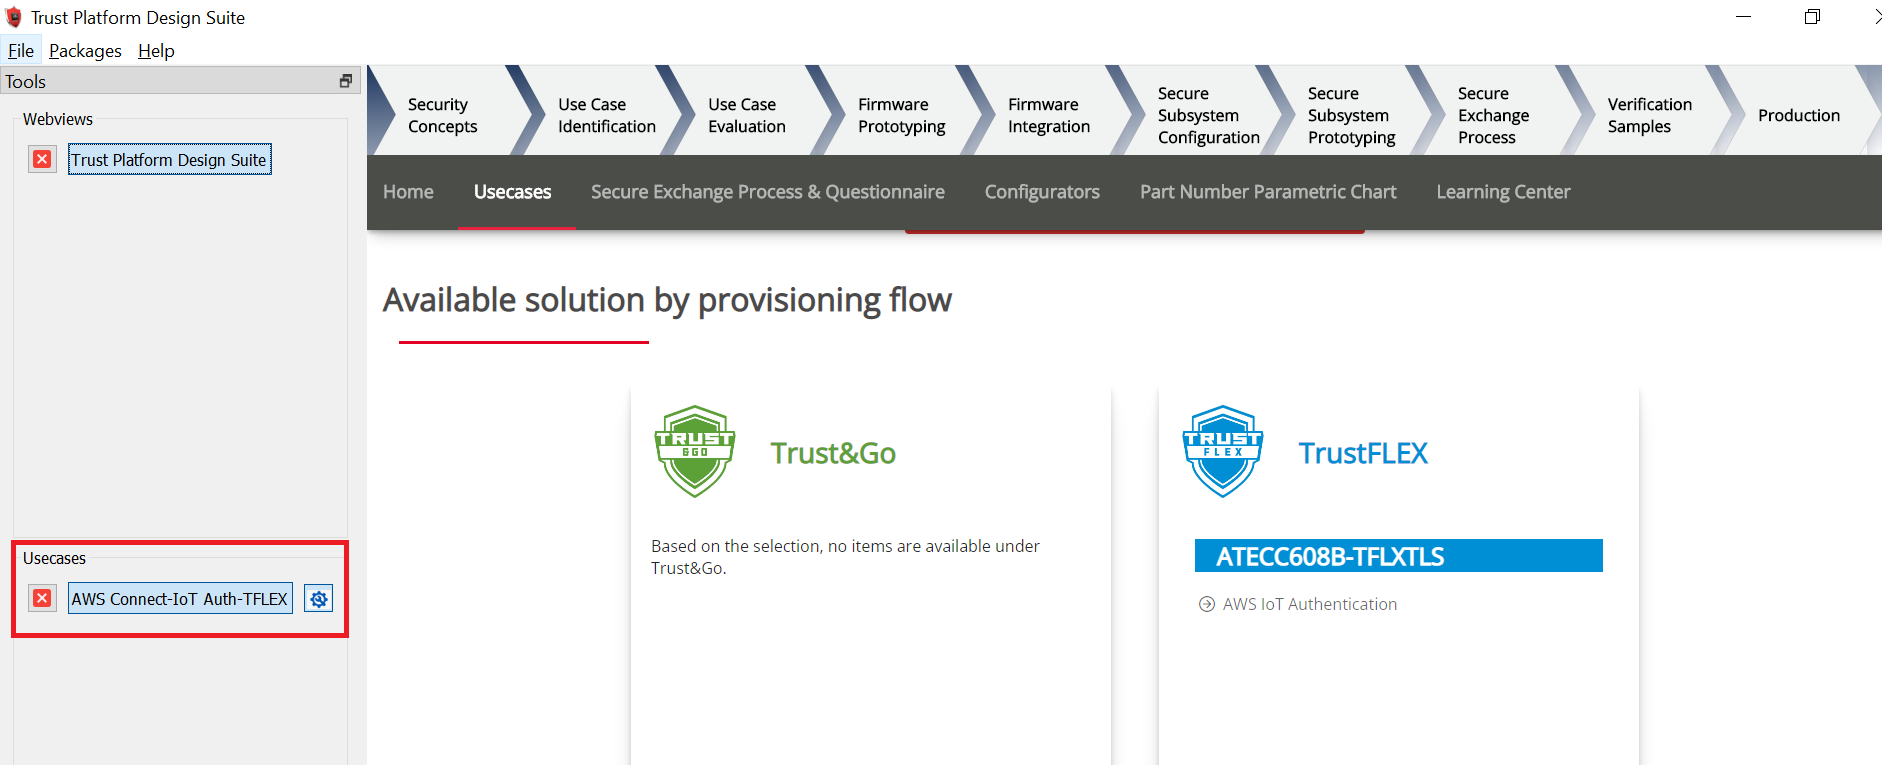 Trust Platform Design Suite
File Packages Help
Tools
Webviews
Trust Platform Design Suite
Usecases
AWS Connect-IoT Auth-TFLEX
Security
Concepts
Use Case
Identification
Use Case
Evaluation
Firmware
Prototyping
Firmware
Integration
Secure
Subsystem
Configuration
Secure
Subsystem
Prototyping
Secure
Exchange
Process
Verification
Samples
Production
Home Usecases Secure Exchange Process & Questionnaire Configurators Part Number Parametric Chart Learning Center
Available solution by provisioning flow
TRUST
&GO
Trust&Go
Based on the selection, no items are available under
Trust&Go.
TRUST
FLEX
TrustFLEX
ATECC608B-TFLXTLS
AWS IoT Authentication